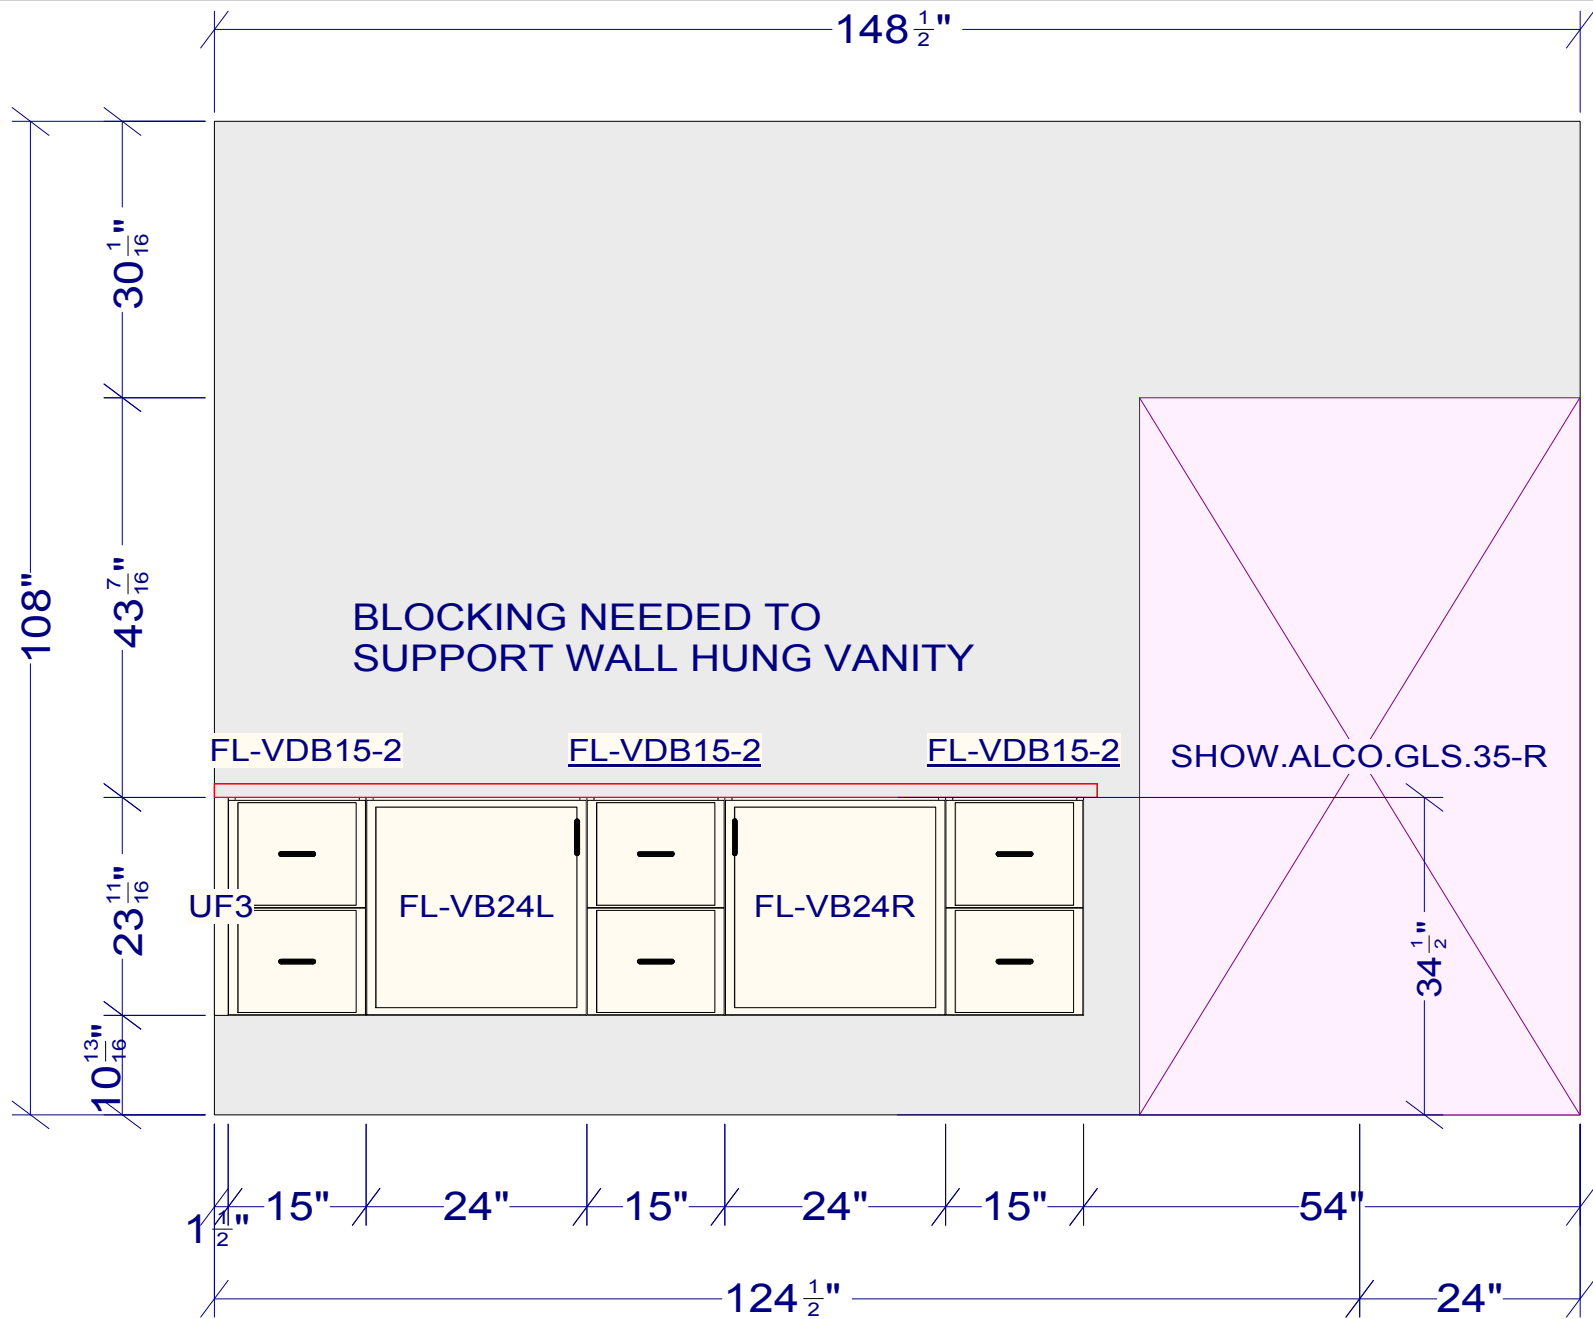 148 1/2"
30 1/16"
43 7/16"
108"
BLOCKING NEEDED TO
SUPPORT WALL HUNG VANITY
FL-VDB15-2 FL-VDB15-2 FL-VDB15-2 SHOW.ALCO.GLS.35-R
23 11/16"
UF3 FL-VB24L FL-VB24R
34 1/2"
10 13/16"
1 1/2" 15" 24" 15" 24" 15" 54"
124 1/2" 24"